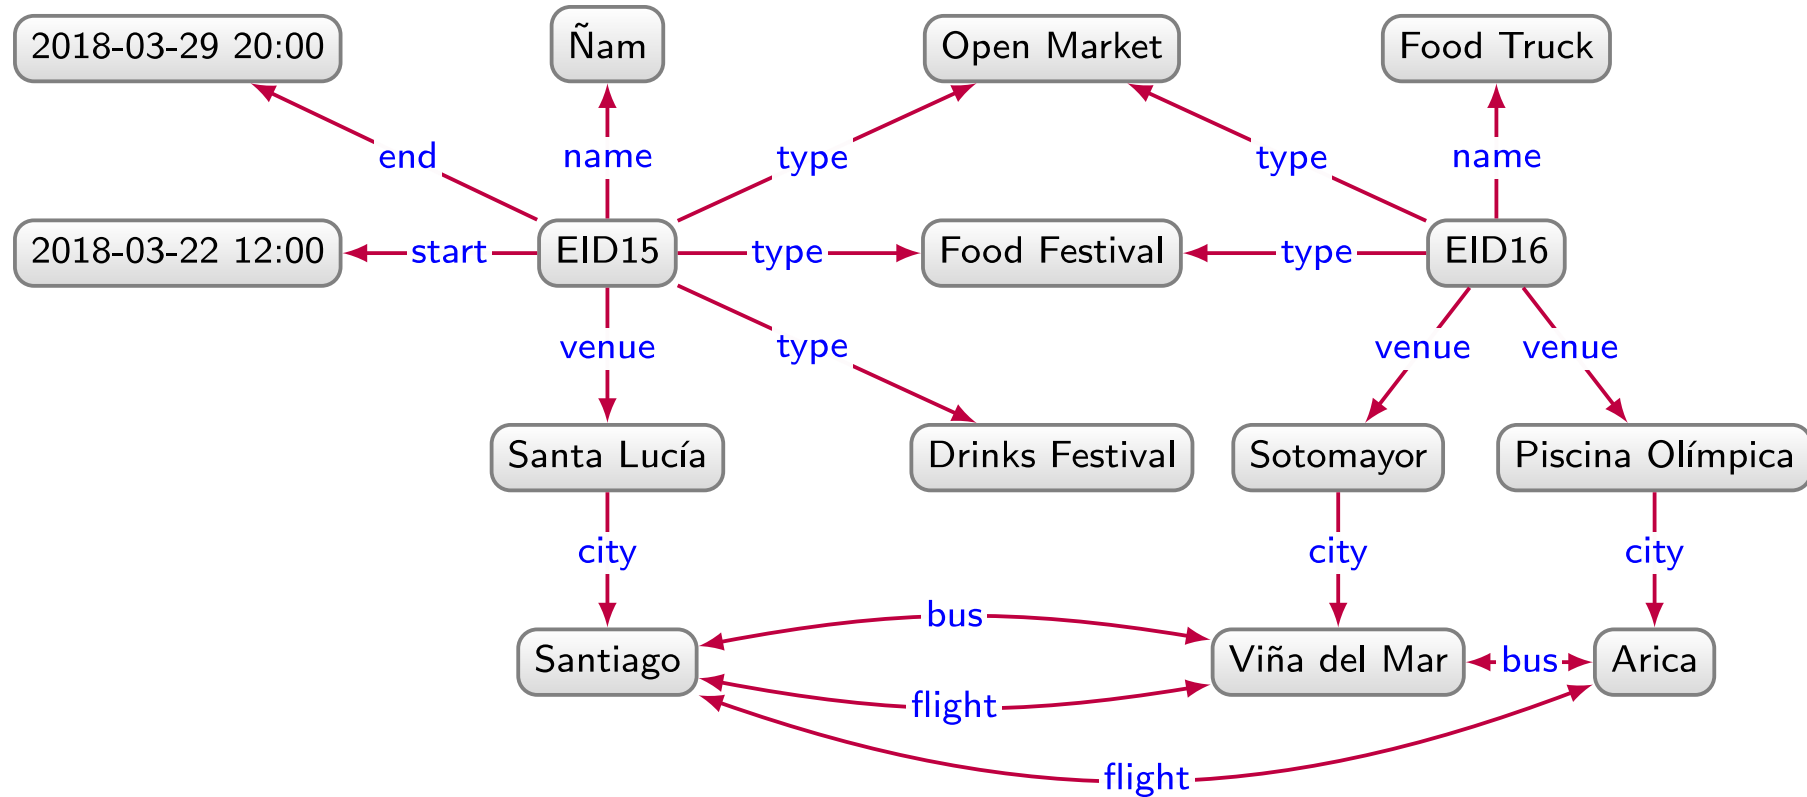 2018-03-29 20:00
Ñam
Open Market
Food Truck
end
name
type
type
name
2018-03-22 12:00
start
EID15
type
Food Festival
type
EID16
venue
type
venue
venue
Santa Lucía
Drinks Festival
Sotomayor
Piscina Olímpica
city
city
city
bus
Santiago
Viña del Mar
bus
Arica
flight
flight